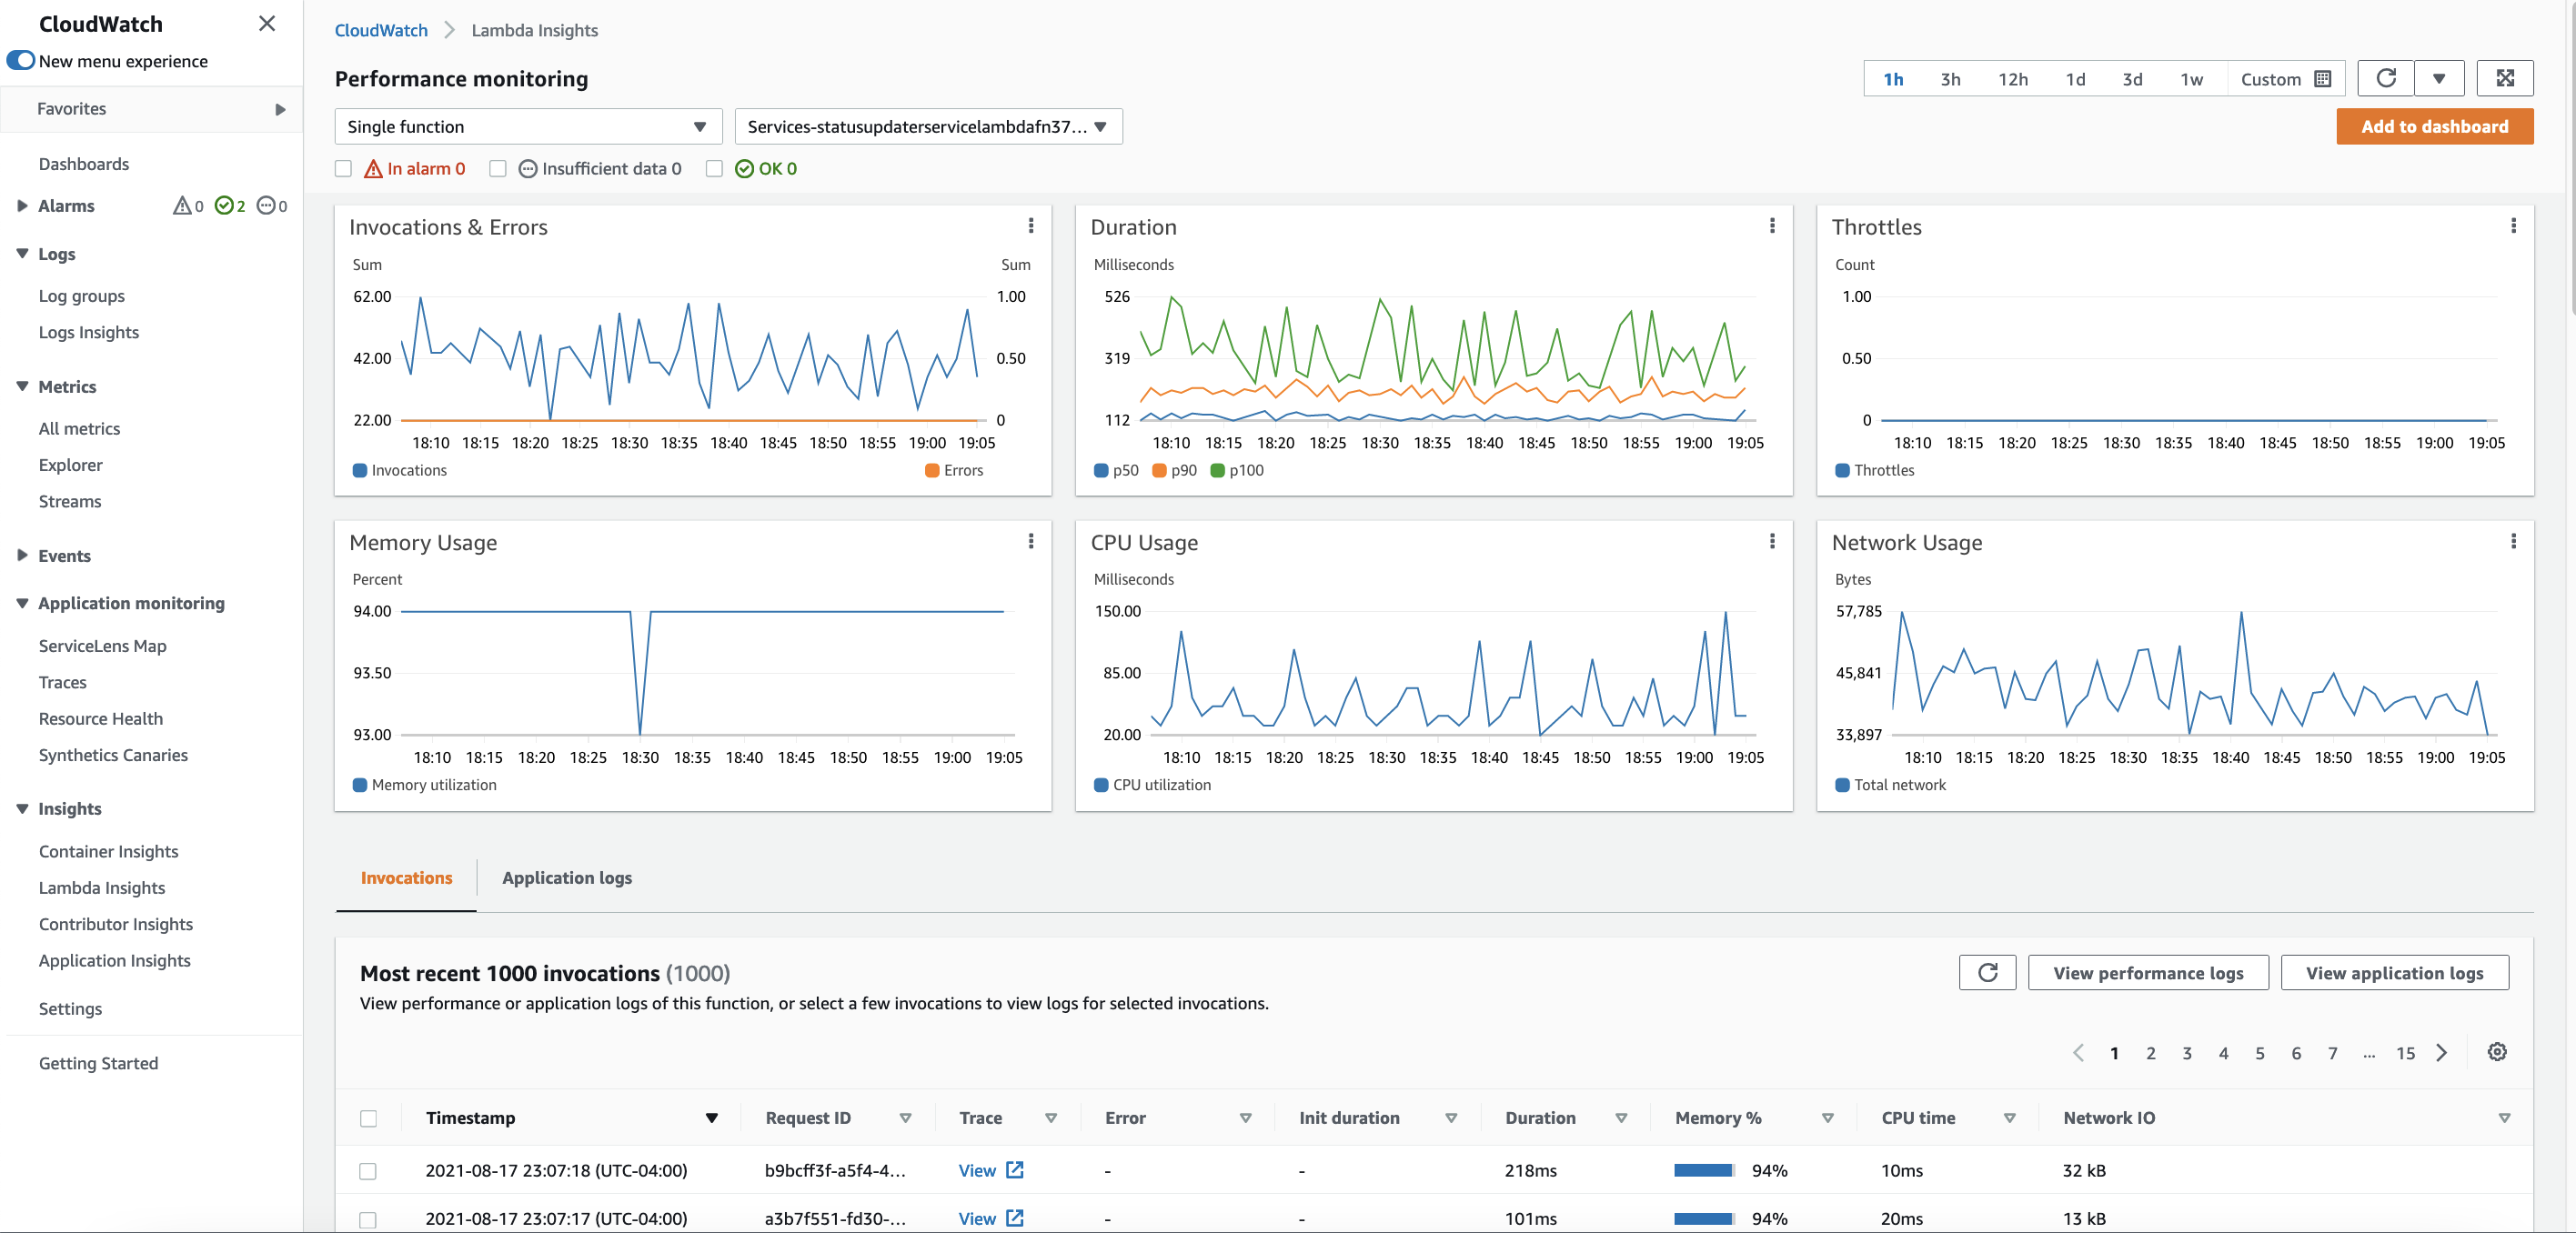 CloudWatch
New menu experience
Favorites
Dashboards
Alarms 0 2 0
Logs
Log groups
Logs Insights
Metrics
All metrics
Explorer
Streams
Events
Application monitoring
ServiceLens Map
Traces
Resource Health
Synthetics Canaries
Insights
Container Insights
Lambda Insights
Contributor Insights
Application Insights
Settings
Getting Started
CloudWatch Lambda Insights
Performance monitoring
1h 3h 12h 1d 3d 1w Custom
Single function
Services-statusupdaterservicelambdafn37...
Add to dashboard
In alarm 0 Insufficient data 0 OK 0
Invocations & Errors
Sum Sum
62.00 1.00
42.00 0.50
22.00 0
18:10 18:15 18:20 18:25 18:30 18:35 18:40 18:45 18:50 18:55 19:00 19:05
Invocations Errors
Duration
Milliseconds
526
319
112
18:10 18:15 18:20 18:25 18:30 18:35 18:40 18:45 18:50 18:55 19:00 19:05
p50 p90 p100
Throttles
Count
1.00
0.50
0
18:10 18:15 18:20 18:25 18:30 18:35 18:40 18:45 18:50 18:55 19:00 19:05
Throttles
Memory Usage
Percent
94.00
93.50
93.00
18:10 18:15 18:20 18:25 18:30 18:35 18:40 18:45 18:50 18:55 19:00 19:05
Memory utilization
CPU Usage
Milliseconds
150.00
85.00
20.00
18:10 18:15 18:20 18:25 18:30 18:35 18:40 18:45 18:50 18:55 19:00 19:05
CPU utilization
Network Usage
Bytes
57,785
45,841
33,897
18:10 18:15 18:20 18:25 18:30 18:35 18:40 18:45 18:50 18:55 19:00 19:05
Total network
Invocations Application logs
Most recent 1000 invocations (1000)
View performance or application logs of this function, or select a few invocations to view logs for selected invocations.
View performance logs
View application logs
1 2 3 4 5 6 7 ... 15
Timestamp Request ID Trace Error Init duration Duration Memory % CPU time Network IO
2021-08-17 23:07:18 (UTC-04:00) b9bcff3f-a5f4-4... View - - 218ms 94% 10ms 32 kB
2021-08-17 23:07:17 (UTC-04:00) a3b7f551-fd30-... View - - 101ms 94% 20ms 13 kB